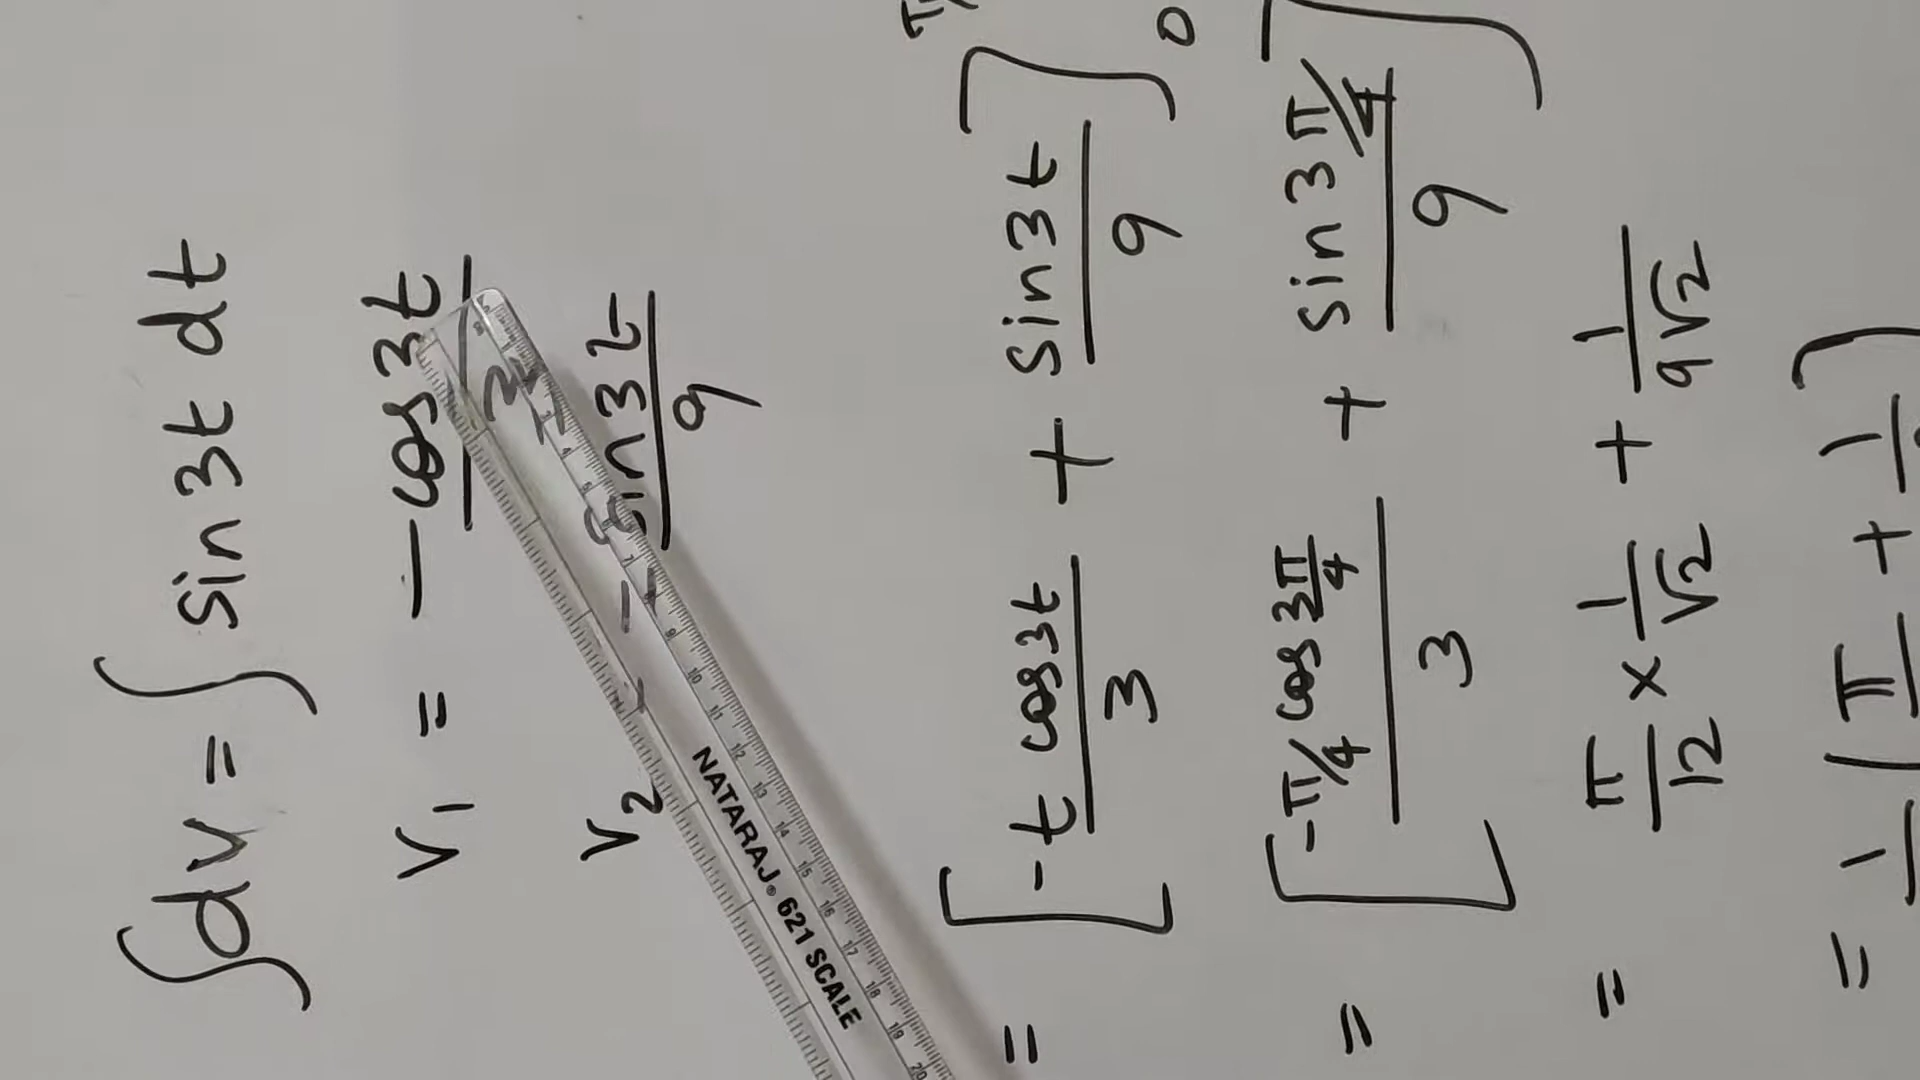 ∫dv = ∫ sin3t dt
v₁ = -cos3t/3
v₂ = -sin3t/9
= [-t cos3t/3 + sin3t/9]₀
= [-π/4 cos3π/4 / 3 + sin3π/4 / 9]
= π/12 × 1/√2 + 1/9√2
NATARAJ® 621 SCALE